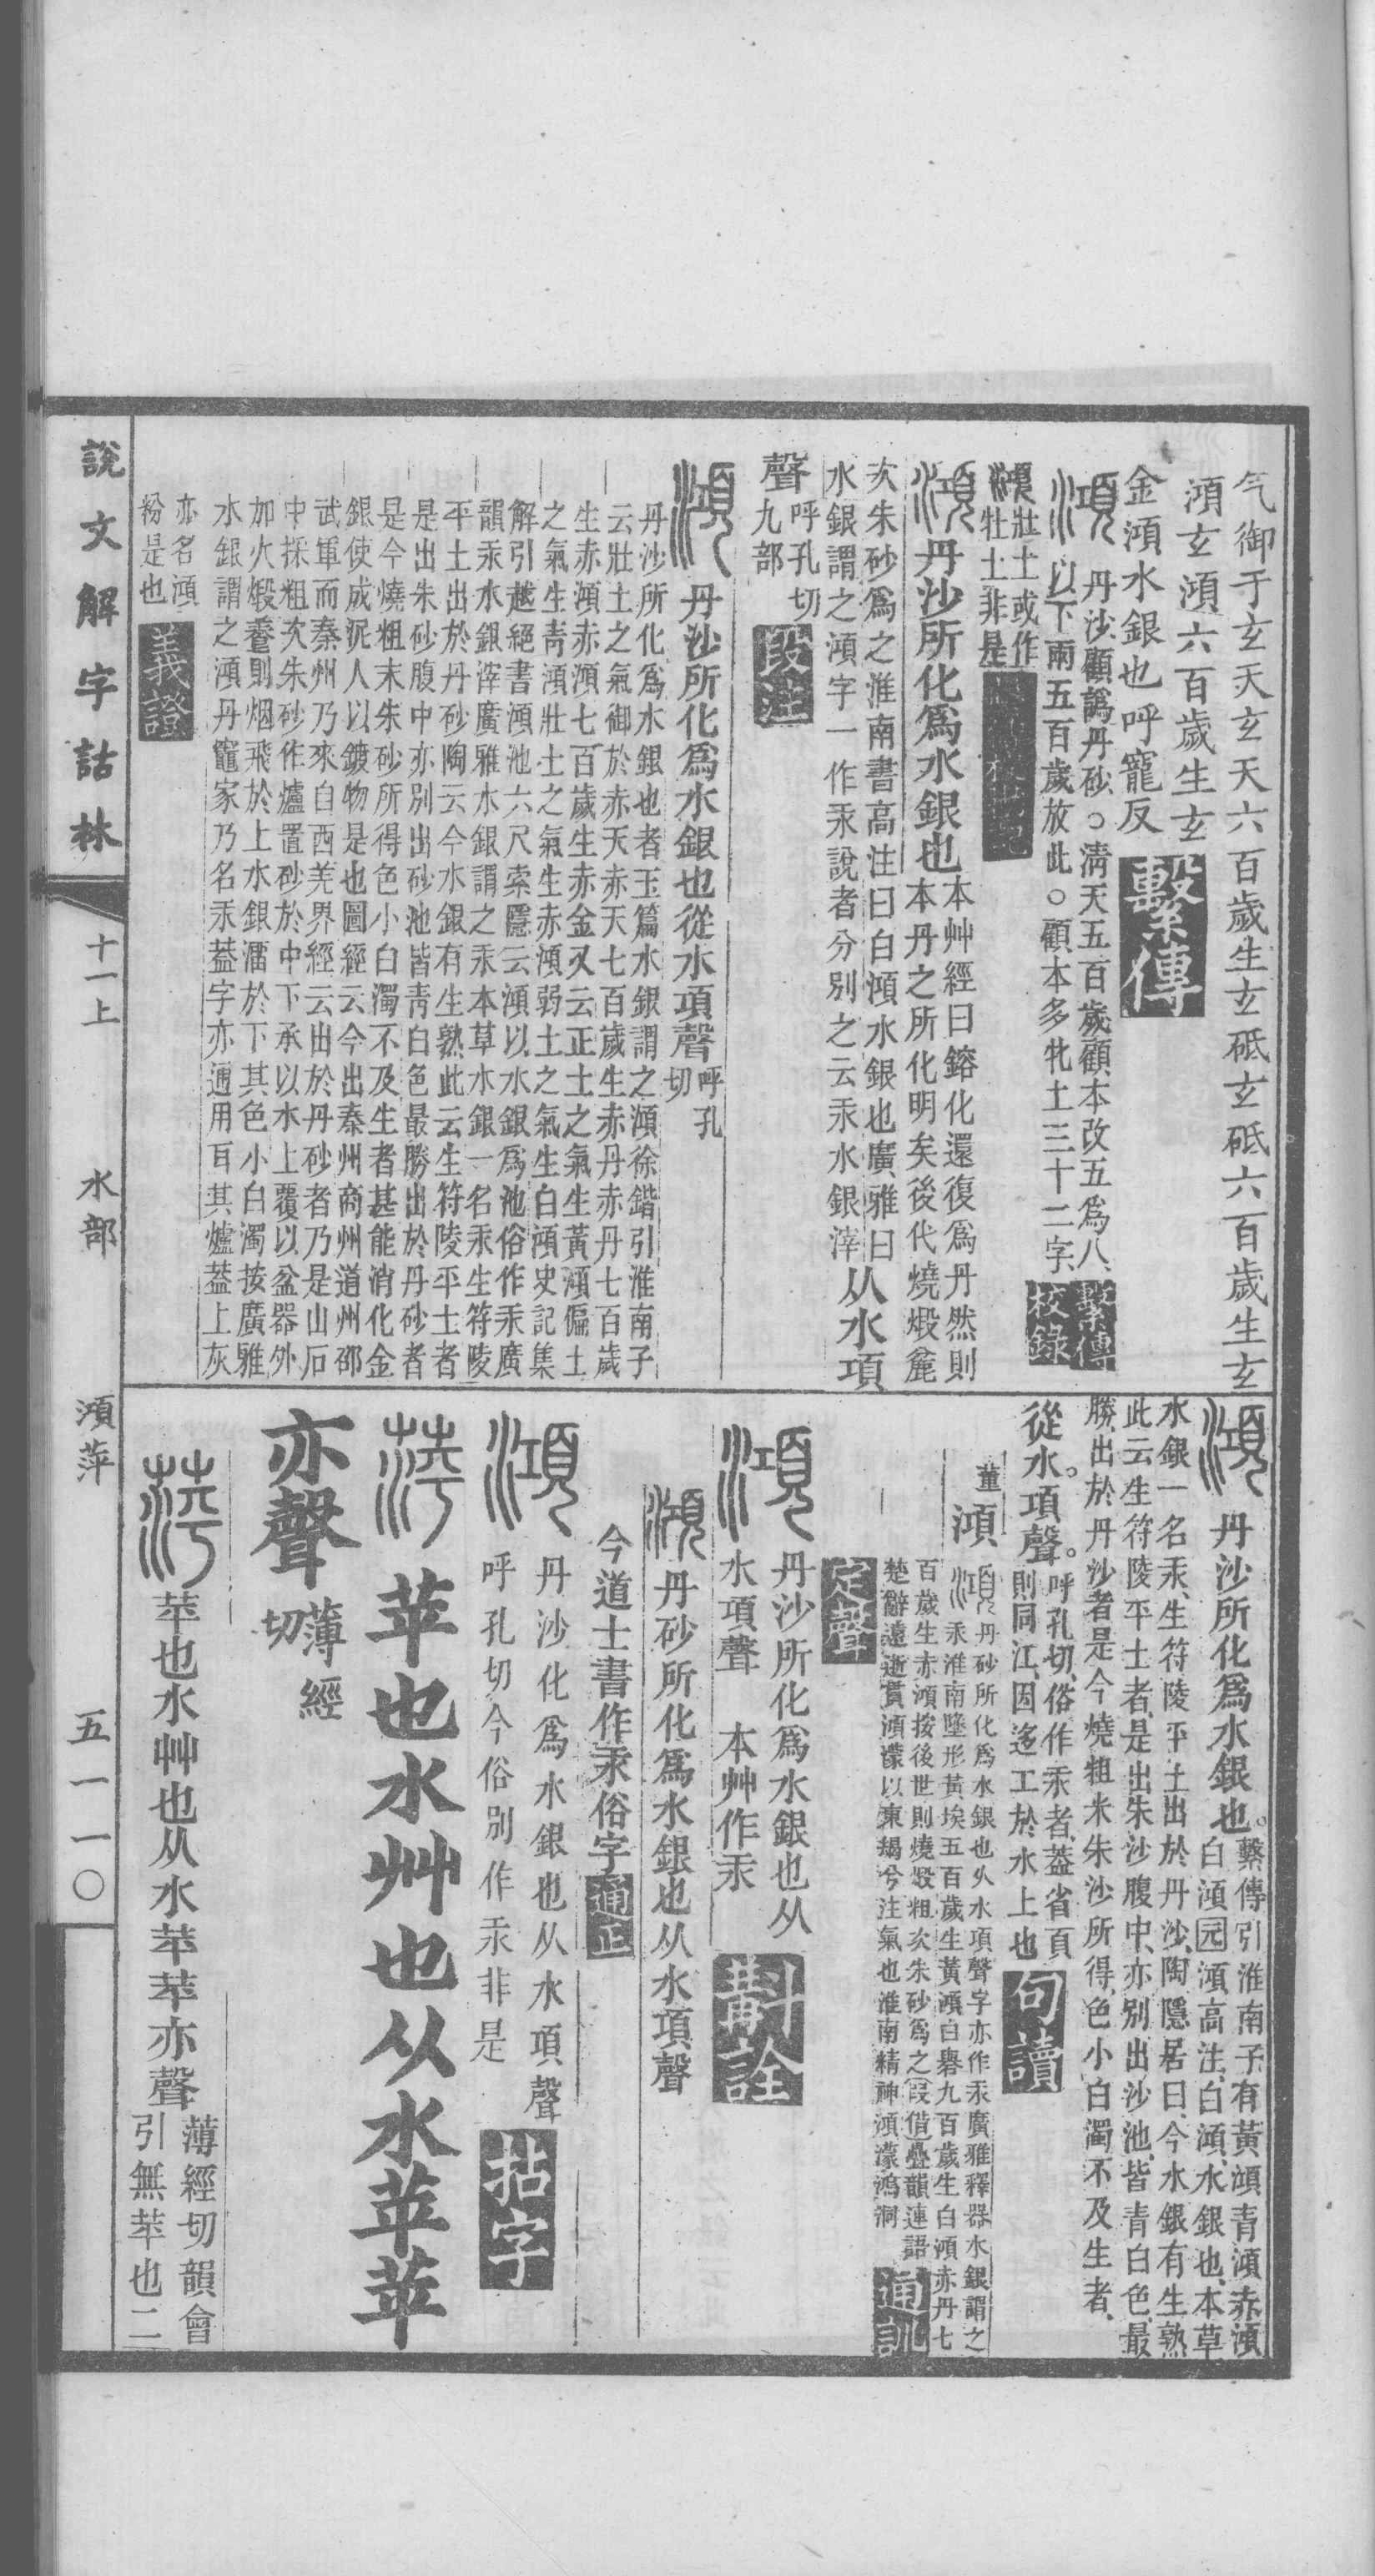 气御于玄天玄天六百歲生玄砥玄砥六百歲生玄
澒玄澒六百歲生玄
金澒水銀也呼寵反 繫傳
澒 丹沙顧譌丹砂○淸天五百歲顧本改五爲八
以下兩五百歲放此○顧本多牝土三十二字 繫傳校錄
澒 壯土或作
牡土非是
澒 丹沙所化爲水銀也 本艸經曰鎔化還復爲丹然則
本丹之所化明矣後代燒煅麄
次朱砂爲之淮南書高注曰白澒水銀也廣雅曰
水銀謂之澒字一作汞說者分別之云汞水銀滓 从水項
聲 呼孔切
九部 段注
澒 丹沙所化爲水銀也從水項聲 呼孔
切
丹沙所化爲水銀也者玉篇水銀謂之澒徐鍇引淮南子
云壯土之氣御於赤天赤天七百歲生赤丹赤丹七百歲
生赤澒赤澒七百歲生赤金又云正土之氣生黃澒偏土
之氣生靑澒壯土之氣生赤澒弱土之氣生白澒史記集
解引越絕書澒池六尺索隱云澒以水銀爲池俗作汞廣
韻汞水銀滓廣雅水銀謂之汞本草水銀一名汞生符陵
平土出於丹砂陶云今水銀有生熟此云生符陵平土者
是出朱砂腹中亦別出砂池皆靑白色最勝出於丹砂者
是今燒粗末朱砂所得色小白濁不及生者甚能消化金
銀使成泥人以鍍物是也圖經云今出秦州商州道州邵
武軍而秦州乃來自西羌界經云出於丹砂者乃是山石
中採粗次朱砂作爐置砂於中下承以水上覆以盆器外
加火煅養則烟飛於上水銀溜於下其色小白濁按廣雅
水銀謂之澒丹竈家乃名汞葢字亦通用耳其爐葢上灰
亦名澒
粉是也 義證
澒 丹沙所化爲水銀也 繫傳引淮南子有黃澒青澒赤澒
白澒园澒高注白澒水銀也本草
水銀一名汞生符陵平土出於丹沙陶隱居曰今水銀有生熟
此云生符陵平土者是出朱沙腹中亦別出沙池皆青白色最
勝出於丹沙者是今燒粗米朱沙所得色小白濁不及生者
從水項聲 呼孔切俗作汞者葢省頁
則同江因迻工於水上也 句讀
董
澒 澒丹砂所化爲水銀也从水項聲字亦作汞廣雅釋器水銀謂之
汞淮南墬形黃埃五百歲生黃澒白礜九百歲生白澒赤丹七
百歲生赤澒按後世則燒煅粗次朱砂爲之叚借疊韻連語
楚辭遠逝貫澒濛以東朅兮注氣也淮南精神澒濛鴻洞 通訓
定聲
澒 丹沙所化爲水銀也从
水項聲 本艸作汞 斠詮
澒 丹砂所化爲水銀也从水項聲
今道士書作汞俗字 通正
澒 丹沙化爲水銀也从水項聲
呼孔切今俗別作汞非是 拈字
萍 苹也水艸也从水苹苹
亦聲 薄經
切
萍 苹也水艸也从水苹苹亦聲 薄經切韻會
引無苹也二
說文解字詁林
十一上
水部
澒萍
五一一〇